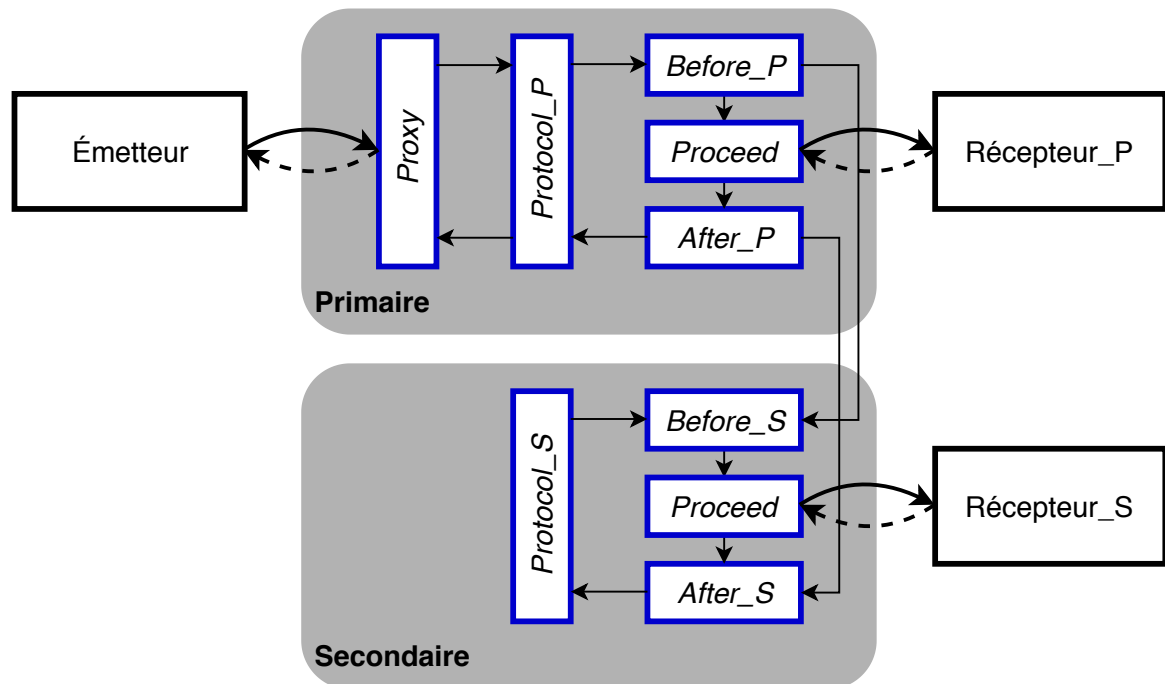 Émetteur
Proxy
Protocol_P
Before_P
Proceed
After_P
Récepteur_P
Primaire
Protocol_S
Before_S
Proceed
After_S
Récepteur_S
Secondaire